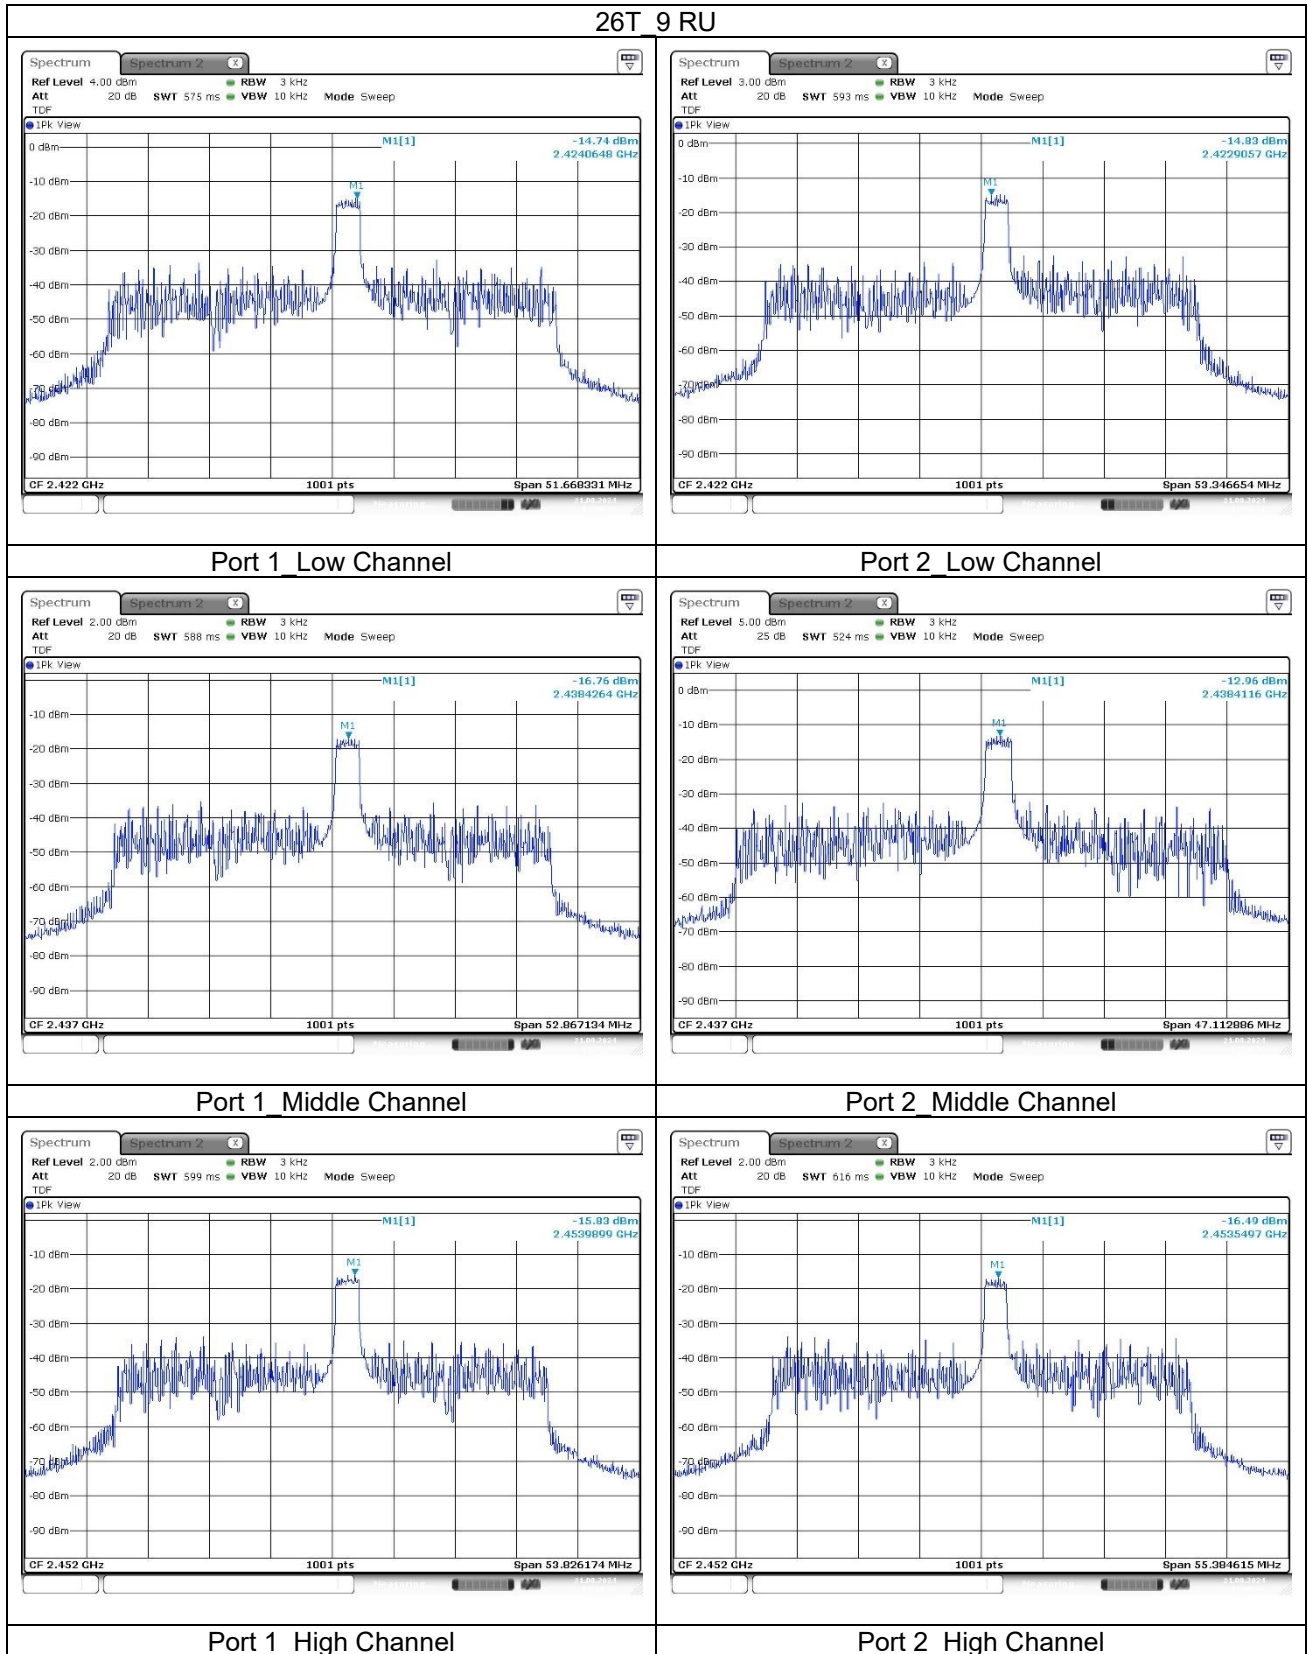 26T_9 RU
Spectrum Spectrum 2 X
Ref Level 4.00 dBm RBW 3 kHz
Att 20 dB SWT 575 ms VBW 10 kHz Mode Sweep
TDF
1Pk View
M1[1] -14.74 dBm
2.4240648 GHz
0 dBm
-10 dBm
M1
-20 dBm
-30 dBm
-40 dBm
-50 dBm
-60 dBm
-70 dBm
-80 dBm
-90 dBm
CF 2.422 GHz 1001 pts Span 51.668331 MHz
Spectrum Spectrum 2 X
Ref Level 3.00 dBm RBW 3 kHz
Att 20 dB SWT 593 ms VBW 10 kHz Mode Sweep
TDF
1Pk View
M1[1] -14.83 dBm
2.4229057 GHz
0 dBm
-10 dBm
M1
-20 dBm
-30 dBm
-40 dBm
-50 dBm
-60 dBm
-70 dBm
-80 dBm
-90 dBm
CF 2.422 GHz 1001 pts Span 53.346654 MHz
Port 1_Low Channel
Port 2_Low Channel
Spectrum Spectrum 2 X
Ref Level 2.00 dBm RBW 3 kHz
Att 20 dB SWT 588 ms VBW 10 kHz Mode Sweep
TDF
1Pk View
M1[1] -16.76 dBm
2.4384264 GHz
-10 dBm
M1
-20 dBm
-30 dBm
-40 dBm
-50 dBm
-60 dBm
-70 dBm
-80 dBm
-90 dBm
CF 2.437 GHz 1001 pts Span 52.867134 MHz
Spectrum Spectrum 2 X
Ref Level 5.00 dBm RBW 3 kHz
Att 25 dB SWT 524 ms VBW 10 kHz Mode Sweep
TDF
1Pk View
M1[1] -12.96 dBm
2.4384116 GHz
0 dBm
-10 dBm
M1
-20 dBm
-30 dBm
-40 dBm
-50 dBm
-60 dBm
-70 dBm
-80 dBm
-90 dBm
CF 2.437 GHz 1001 pts Span 47.112886 MHz
Port 1_Middle Channel
Port 2_Middle Channel
Spectrum Spectrum 2 X
Ref Level 2.00 dBm RBW 3 kHz
Att 20 dB SWT 599 ms VBW 10 kHz Mode Sweep
TDF
1Pk View
M1[1] -15.83 dBm
2.4539899 GHz
-10 dBm
M1
-20 dBm
-30 dBm
-40 dBm
-50 dBm
-60 dBm
-70 dBm
-80 dBm
-90 dBm
CF 2.452 GHz 1001 pts Span 53.826174 MHz
Spectrum Spectrum 2 X
Ref Level 2.00 dBm RBW 3 kHz
Att 20 dB SWT 616 ms VBW 10 kHz Mode Sweep
TDF
1Pk View
M1[1] -16.49 dBm
2.4535497 GHz
-10 dBm
M1
-20 dBm
-30 dBm
-40 dBm
-50 dBm
-60 dBm
-70 dBm
-80 dBm
-90 dBm
CF 2.452 GHz 1001 pts Span 55.384615 MHz
Port 1_High Channel
Port 2_High Channel